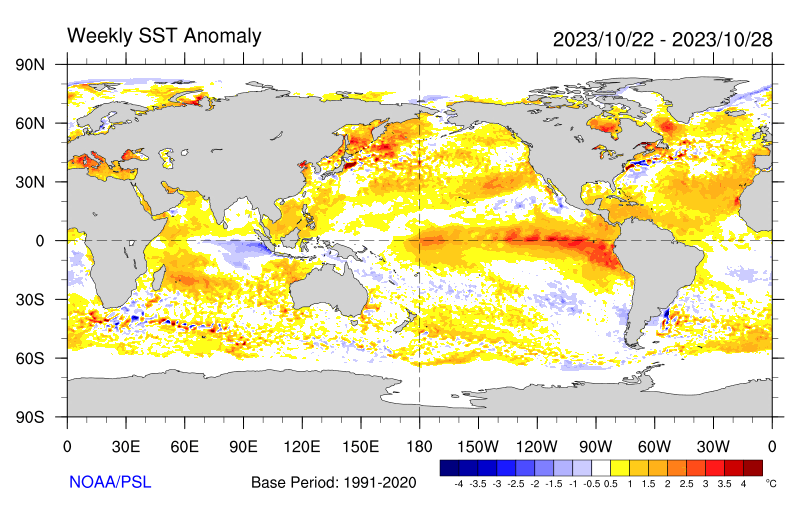 Weekly SST Anomaly
2023/10/22 - 2023/10/28
90N
60N
30N
0
30S
60S
90S
0 30E 60E 90E 120E 150E 180 150W 120W 90W 60W 30W 0
NOAA/PSL
Base Period: 1991-2020
-4 -3.5 -3 -2.5 -2 -1.5 -1 -0.5 0.5 1 1.5 2 2.5 3 3.5 4 °C